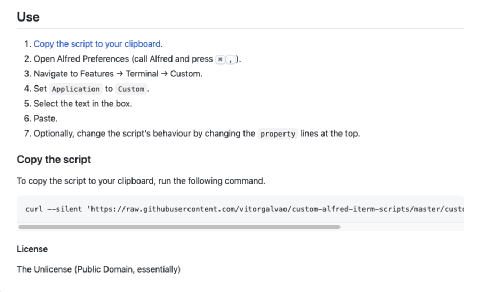 Use
1. Copy the script to your clipboard.
2. Open Alfred Preferences (call Alfred and press ⌘ , ).
3. Navigate to Features → Terminal → Custom.
4. Set Application to Custom.
5. Select the text in the box.
6. Paste.
7. Optionally, change the script's behaviour by changing the property lines at the top.
Copy the script
To copy the script to your clipboard, run the following command.
curl --silent 'https://raw.githubusercontent.com/vitorgalvao/custom-alfred-iterm-scripts/master/custo
License
The Unlicense (Public Domain, essentially)